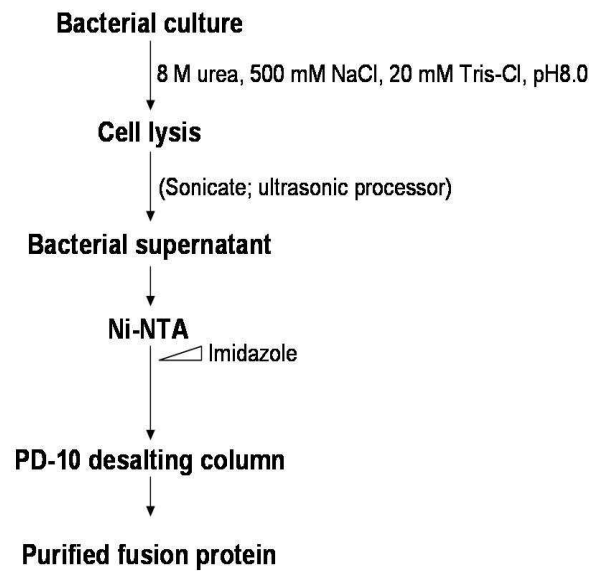 Bacterial culture
8 M urea, 500 mM NaCl, 20 mM Tris-Cl, pH8.0
Cell lysis
(Sonicate; ultrasonic processor)
Bacterial supernatant
Ni-NTA
Imidazole
PD-10 desalting column
Purified fusion protein